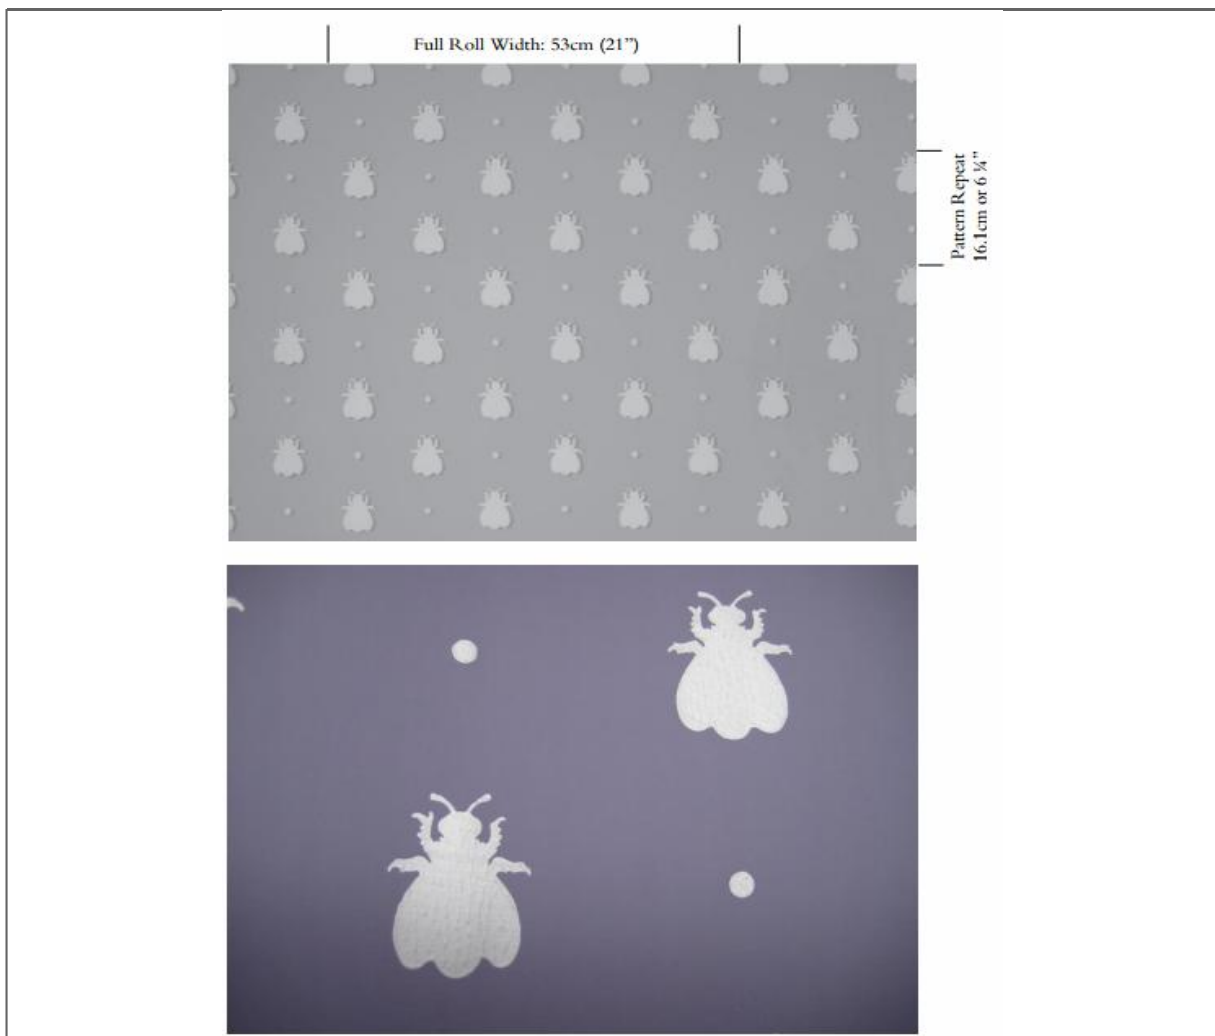 Full Roll Width: 53cm (21”)
Pattern Repeat
16.1cm or 6 ¼”